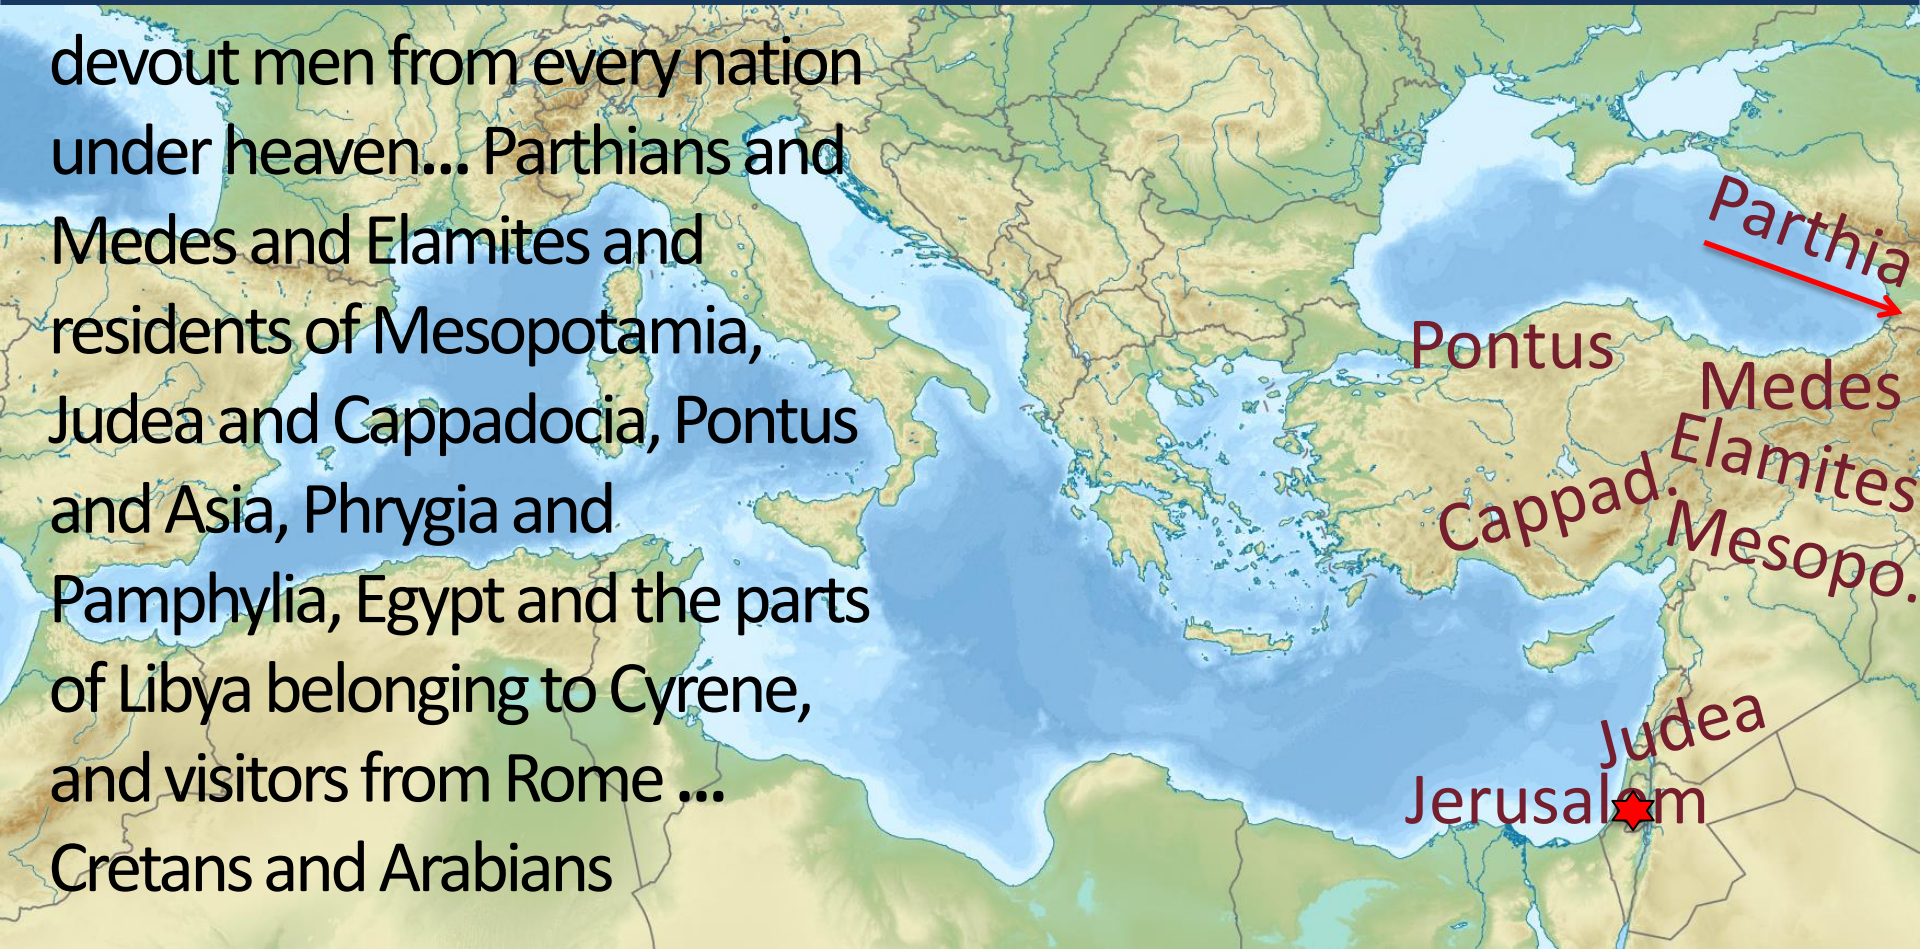 devout men from every nation
under heaven... Parthians and
Medes and Elamites and
residents of Mesopotamia,
Judea and Cappadocia, Pontus
and Asia, Phrygia and
Pamphylia, Egypt and the parts
of Libya belonging to Cyrene,
and visitors from Rome ...
Cretans and Arabians
Parthia
Pontus
Medes
Elamites
Cappad.
Mesopo.
Judea
Jerusalem